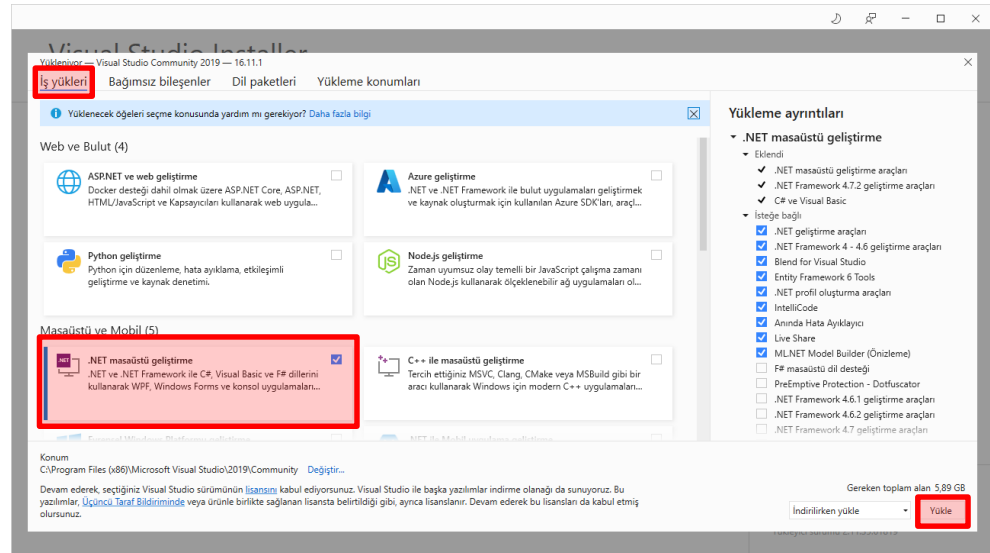 Visual Studio Installer
Yükleniyor — Visual Studio Community 2019 — 16.11.1
İş yükleri Bağımsız bileşenler Dil paketleri Yükleme konumları
Yüklenecek öğeleri seçme konusunda yardım mı gerekiyor? Daha fazla bilgi
Web ve Bulut (4)
ASP.NET ve web geliştirme
Docker desteği dahil olmak üzere ASP.NET Core, ASP.NET,
HTML/JavaScript ve Kapsayıcıları kullanarak web uygula...
Azure geliştirme
.NET ve .NET Framework ile bulut uygulamaları geliştirmek
ve kaynak oluşturmak için kullanılan Azure SDK'ları, araçl...
Python geliştirme
Python için düzenleme, hata ayıklama, etkileşimli
geliştirme ve kaynak denetimi.
JS
Node.js geliştirme
Zaman uyumsuz olay temelli bir JavaScript çalışma zamanı
olan Node.js kullanarak ölçeklenebilir ağ uygulamaları ol...
Masaüstü ve Mobil (5)
.NET
.NET masaüstü geliştirme
.NET ve .NET Framework ile C#, Visual Basic ve F# dillerini
kullanarak WPF, Windows Forms ve konsol uygulamaları...
C++ ile masaüstü geliştirme
Tercih ettiğiniz MSVC, Clang, CMake veya MSBuild gibi bir
aracı kullanarak Windows için modern C++ uygulamaları...
Yükleme ayrıntıları
.NET masaüstü geliştirme
Eklendi
.NET masaüstü geliştirme araçları
.NET Framework 4.7.2 geliştirme araçları
C# ve Visual Basic
İsteğe bağlı
.NET geliştirme araçları
.NET Framework 4 - 4.6 geliştirme araçları
Blend for Visual Studio
Entity Framework 6 Tools
.NET profil oluşturma araçları
IntelliCode
Anında Hata Ayıklayıcı
Live Share
ML.NET Model Builder (Önizleme)
F# masaüstü dil desteği
PreEmptive Protection - Dotfuscator
.NET Framework 4.6.1 geliştirme araçları
.NET Framework 4.6.2 geliştirme araçları
.NET Framework 4.7 geliştirme araçları
Konum
C:\Program Files (x86)\Microsoft Visual Studio\2019\Community Değiştir...
Devam ederek, seçtiğiniz Visual Studio sürümünün lisansını kabul ediyorsunuz. Visual Studio ile başka yazılımlar indirme olanağı da sunuyoruz. Bu
yazılımlar, Üçüncü Taraf Bildiriminde veya ürünle birlikte sağlanan lisansta belirtildiği gibi, ayrıca lisanslanır. Devam ederek bu lisansları da kabul etmiş
olursunuz.
Gereken toplam alan 5,89 GB
İndirilirken yükle
Yükle